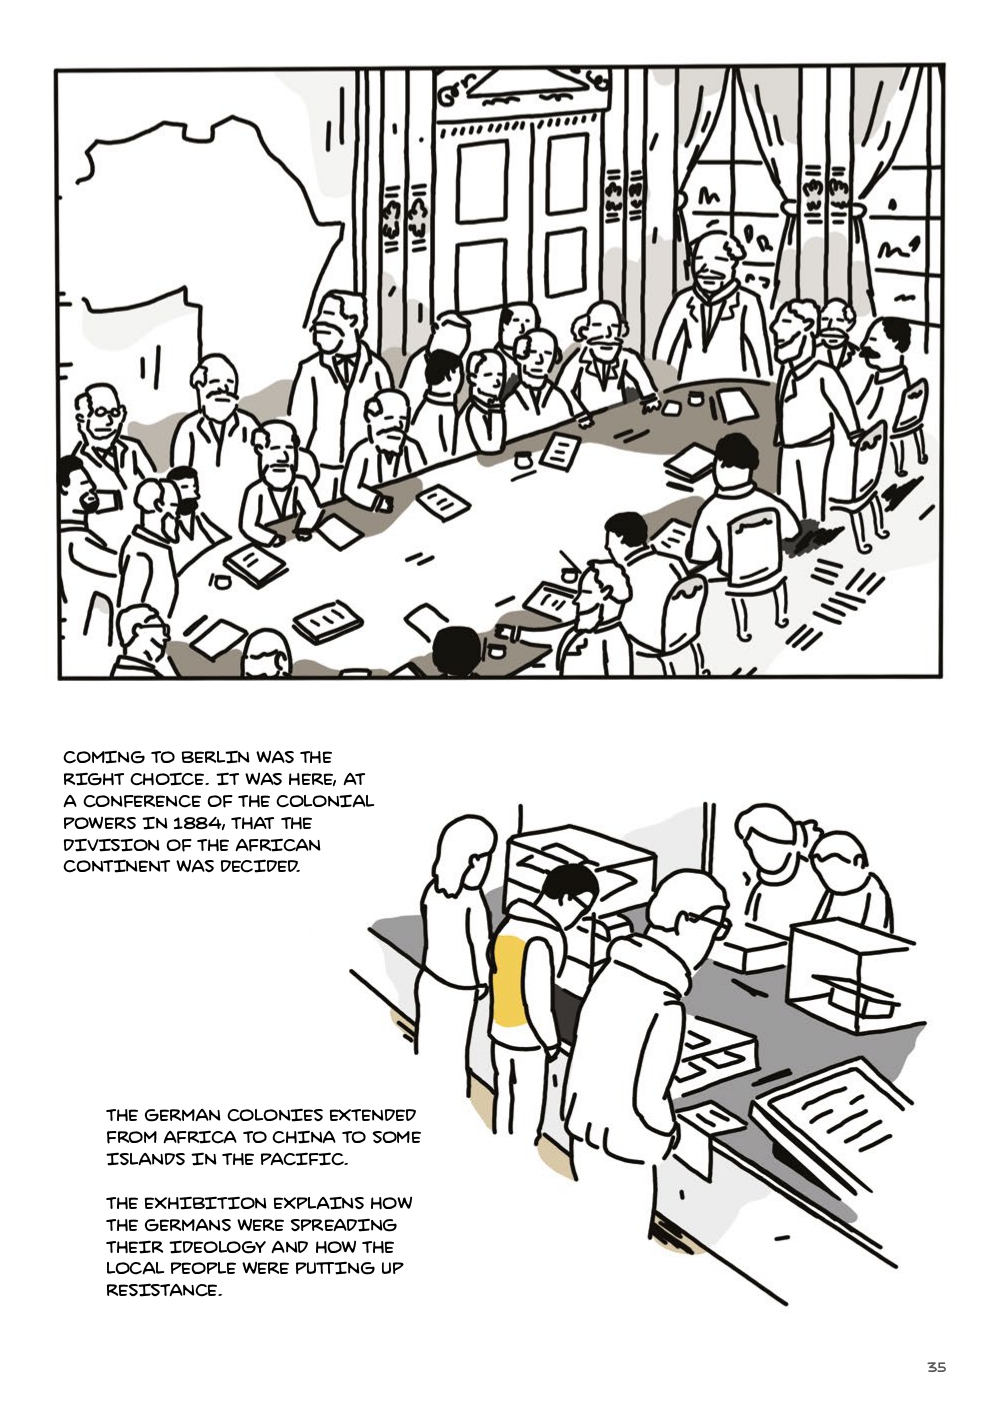 COMING TO BERLIN WAS THE
RIGHT CHOICE. IT WAS HERE, AT
A CONFERENCE OF THE COLONIAL
POWERS IN 1884, THAT THE
DIVISION OF THE AFRICAN
CONTINENT WAS DECIDED.
THE GERMAN COLONIES EXTENDED
FROM AFRICA TO CHINA TO SOME
ISLANDS IN THE PACIFIC.
THE EXHIBITION EXPLAINS HOW
THE GERMANS WERE SPREADING
THEIR IDEOLOGY AND HOW THE
LOCAL PEOPLE WERE PUTTING UP
RESISTANCE.
35